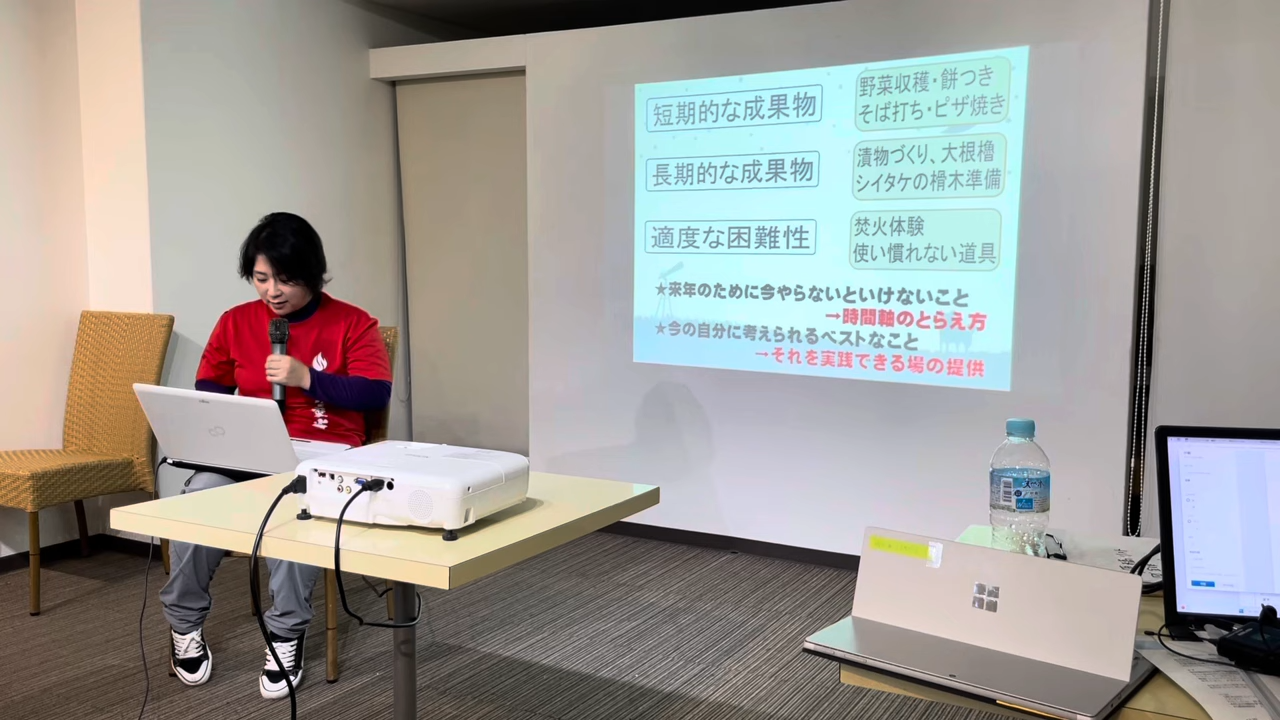 短期的な成果物
野菜収穫・餅つき
そば打ち・ピザ焼き
長期的な成果物
漬物づくり、大根櫓
シイタケの榾木準備
適度な困難性
焚火体験
使い慣れない道具
★来年のために今やらないといけないこと
→時間軸のとらえ方
★今の自分に考えられるベストなこと
→それを実践できる場の提供